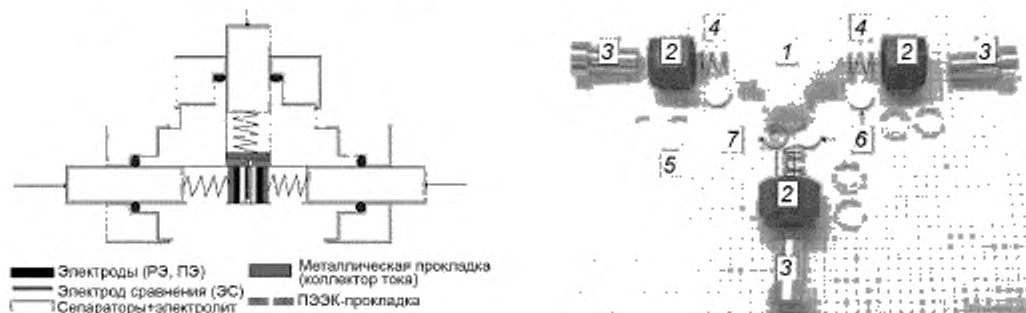 Электроды (РЭ, ПЭ)
Электрод сравнения (ЭС)
Сепараторы+электролит
Металлическая прокладка
(коллектор тока)
ПЭЭК-прокладка
4
4
3
2
1
2
3
7
5
6
2
3